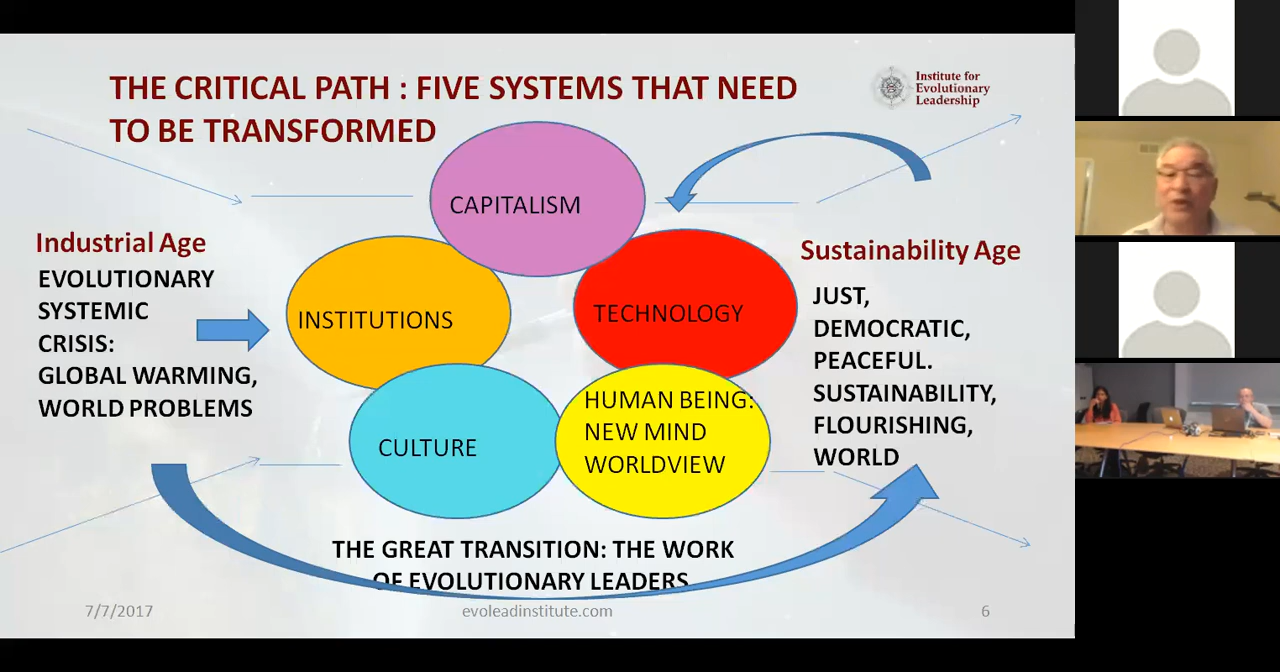 THE CRITICAL PATH : FIVE SYSTEMS THAT NEED
TO BE TRANSFORMED
Institute for
Evolutionary
Leadership
CAPITALISM
Industrial Age
EVOLUTIONARY
SYSTEMIC
CRISIS:
GLOBAL WARMING,
WORLD PROBLEMS
INSTITUTIONS
TECHNOLOGY
CULTURE
HUMAN BEING:
NEW MIND
WORLDVIEW
Sustainability Age
JUST,
DEMOCRATIC,
PEACEFUL.
SUSTAINABILITY,
FLOURISHING,
WORLD
THE GREAT TRANSITION: THE WORK
OF EVOLUTIONARY LEADERS
7/7/2017
evoleadinstitute.com
6